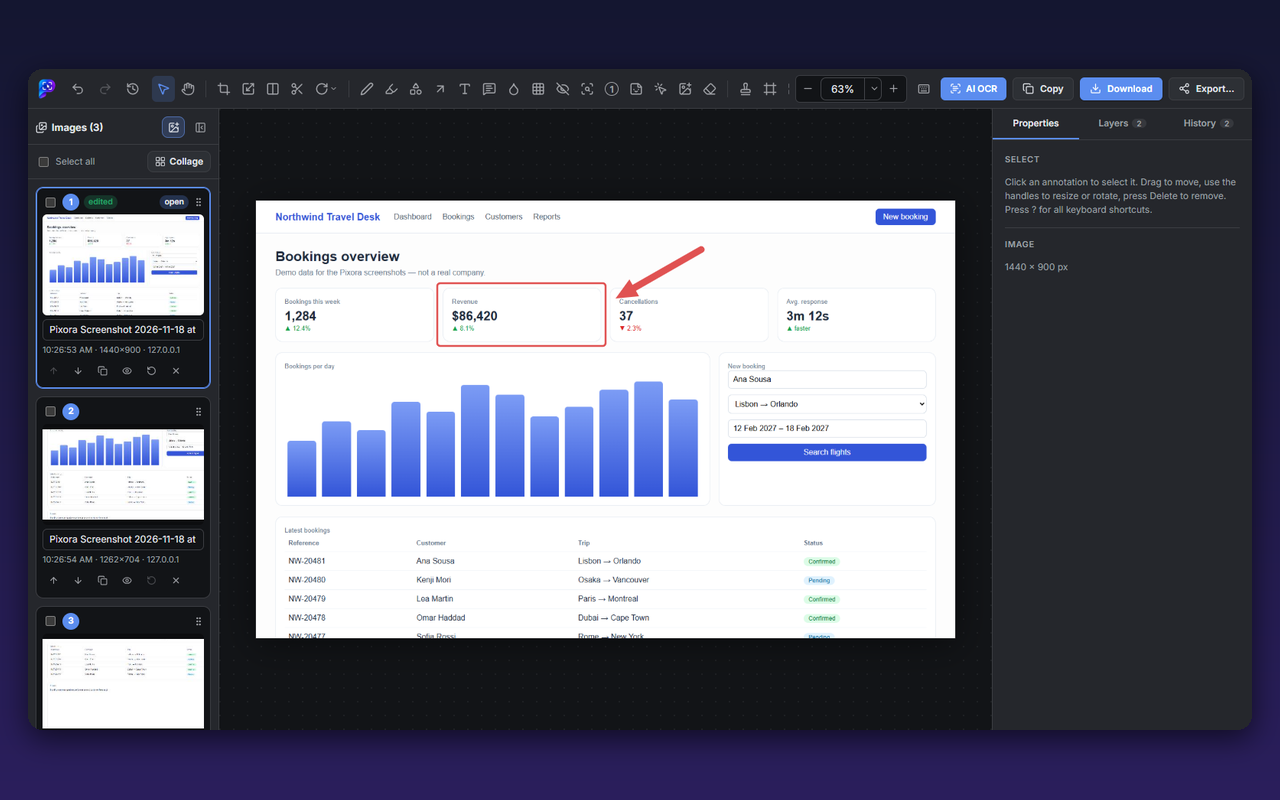 63%
AI OCR
Copy
Download
Export...
Images (3)
Select all
Collage
1 edited open
Pixora Screenshot 2026-11-18 at
10:26:53 AM · 1440×900 · 127.0.0.1
2
Pixora Screenshot 2026-11-18 at
10:26:54 AM · 1262×704 · 127.0.0.1
3
Northwind Travel Desk Dashboard Bookings Customers Reports New booking
Bookings overview
Demo data for the Pixora screenshots — not a real company
Bookings this week
1,284
▲ 12.4%
Revenue
$86,420
▲ 8.1%
Cancellations
37
▼ 2.3%
Avg. response
3m 12s
▲ faster
Bookings per day
New booking
Ana Sousa
Lisbon → Orlando
12 Feb 2027 – 18 Feb 2027
Search flights
Latest bookings
Reference Customer Trip Status
NW-20481 Ana Sousa Lisbon → Orlando Confirmed
NW-20480 Kenji Mori Osaka → Vancouver Pending
NW-20479 Lea Martin Paris → Montreal Confirmed
NW-20478 Omar Haddad Dubai → Cape Town Confirmed
NW-20477 Sofia Rossi Rome → New York Pending
Properties Layers 2 History 2
SELECT
Click an annotation to select it. Drag to move, use the
handles to resize or rotate, press Delete to remove.
Press ? for all keyboard shortcuts.
IMAGE
1440 × 900 px